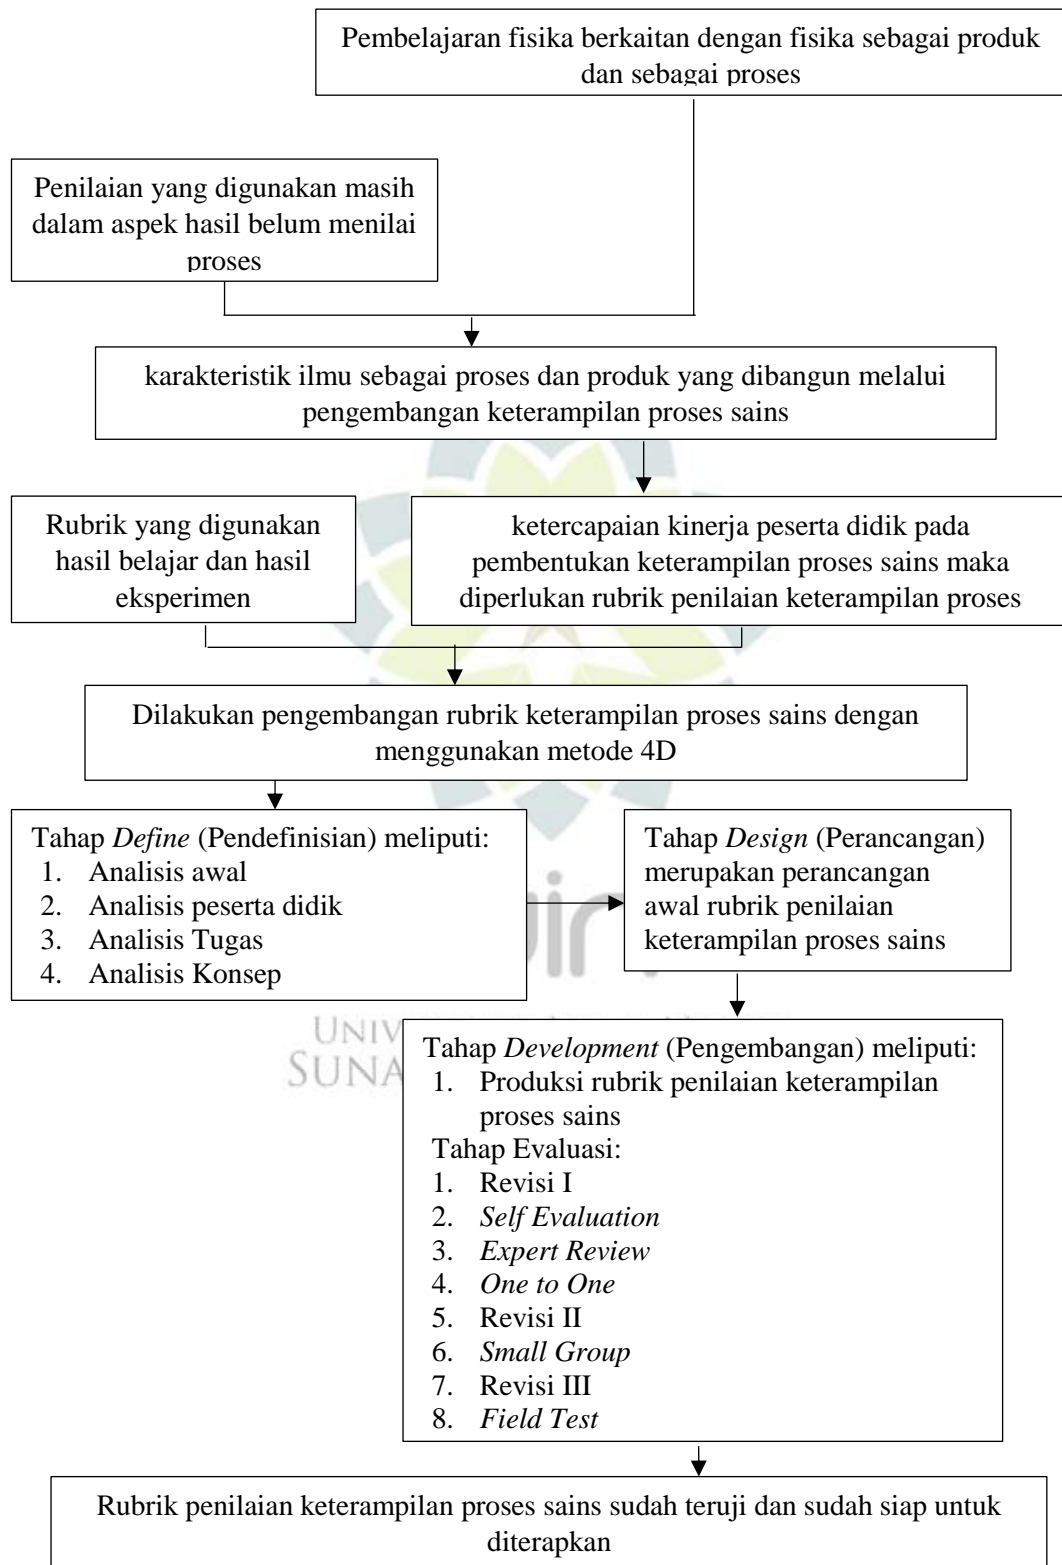 Pembelajaran fisika berkaitan dengan fisika sebagai produk
dan sebagai proses
Penilaian yang digunakan masih
dalam aspek hasil belum menilai
proses
karakteristik ilmu sebagai proses dan produk yang dibangun melalui
pengembangan keterampilan proses sains
Rubrik yang digunakan
hasil belajar dan hasil
eksperimen
ketercapaian kinerja peserta didik pada
pembentukan keterampilan proses sains maka
diperlukan rubrik penilaian keterampilan proses
Dilakukan pengembangan rubrik keterampilan proses sains dengan
menggunakan metode 4D
Tahap Define (Pendefinisian) meliputi:
1. Analisis awal
2. Analisis peserta didik
3. Analisis Tugas
4. Analisis Konsep
Tahap Design (Perancangan)
merupakan perancangan
awal rubrik penilaian
keterampilan proses sains
UNIV
SUNA
Tahap Development (Pengembangan) meliputi:
1. Produksi rubrik penilaian keterampilan
proses sains
Tahap Evaluasi:
1. Revisi I
2. Self Evaluation
3. Expert Review
4. One to One
5. Revisi II
6. Small Group
7. Revisi III
8. Field Test
Rubrik penilaian keterampilan proses sains sudah teruji dan sudah siap untuk
diterapkan